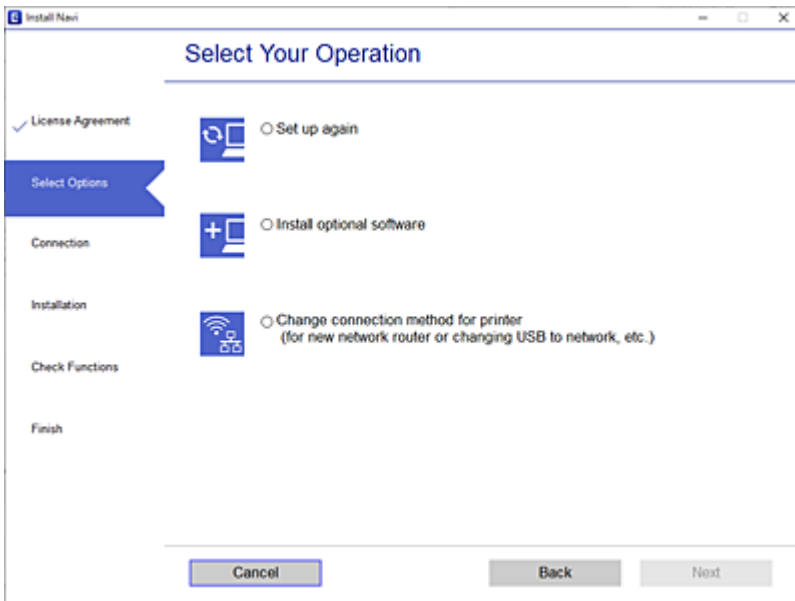 Install Navi
Select Your Operation
License Agreement
Select Options
Connection
Installation
Check Functions
Finish
Set up again
Install optional software
Change connection method for printer
(for new network router or changing USB to network, etc.)
Cancel
Back
Next